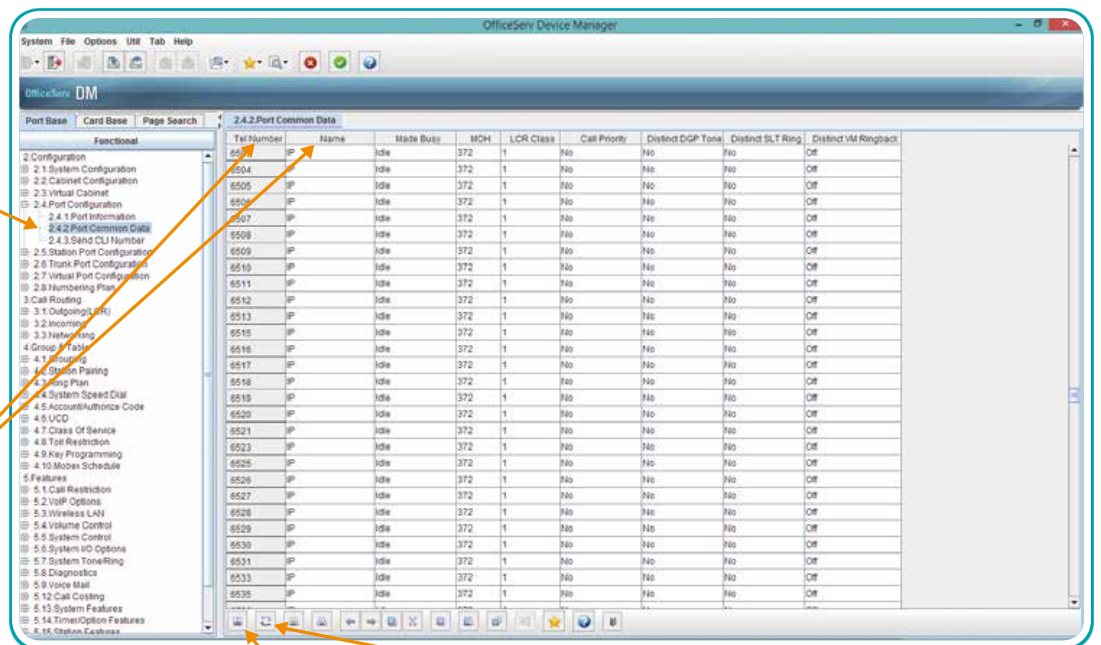 OfficeServ Device Manager
System File Options Util Tab Help
OfficeServ DM
Port Base Card Base Page Search
Functional
2.Configuration
2.1.System Configuration
2.2.Cabinet Configuration
2.3.Virtual Cabinet
2.4.Port Configuration
2.4.1.Port Information
2.4.2.Port Common Data
2.4.3.Send CLI Number
2.5.Station Port Configuration
2.6.Trunk Port Configuration
2.7.Virtual Port Configuration
2.8.Numbering Plan
3.Call Routing
3.1.Outgoing(LCR)
3.2.Incoming
3.3.Networking
4.Group & Table
4.1.Grouping
4.2.Station Pairing
4.3.Ring Plan
4.4.System Speed Dial
4.5.Account/Authorize Code
4.6.UCD
4.7.Class Of Service
4.8.Toll Restriction
4.9.Key Programming
4.10.Mobex Schedule
5.Features
5.1.Call Restriction
5.2.VoIP Options
5.3.Wireless LAN
5.4.Volume Control
5.5.System Control
5.6.System I/O Options
5.7.System Tone/Ring
5.8.Diagnostics
5.9.Voice Mail
5.12.Call Costing
5.13.System Features
5.14.Timer/Option Features
5.15.Station Features
2.4.2.Port Common Data
Tel Number Name Made Busy MOH LCR Class Call Priority Distinct DGP Tone Distinct SLT Ring Distinct VM Ringback
IP Idle 372 1 No No No Off
6504 IP Idle 372 1 No No No Off
6505 IP Idle 372 1 No No No Off
6506 IP Idle 372 1 No No No Off
6507 IP Idle 372 1 No No No Off
6508 IP Idle 372 1 No No No Off
6509 IP Idle 372 1 No No No Off
6510 IP Idle 372 1 No No No Off
6511 IP Idle 372 1 No No No Off
6512 IP Idle 372 1 No No No Off
6513 IP Idle 372 1 No No No Off
6515 IP Idle 372 1 No No No Off
6516 IP Idle 372 1 No No No Off
6517 IP Idle 372 1 No No No Off
6518 IP Idle 372 1 No No No Off
6519 IP Idle 372 1 No No No Off
6520 IP Idle 372 1 No No No Off
6521 IP Idle 372 1 No No No Off
6523 IP Idle 372 1 No No No Off
6525 IP Idle 372 1 No No No Off
6526 IP Idle 372 1 No No No Off
6527 IP Idle 372 1 No No No Off
6528 IP Idle 372 1 No No No Off
6529 IP Idle 372 1 No No No Off
6530 IP Idle 372 1 No No No Off
6531 IP Idle 372 1 No No No Off
6533 IP Idle 372 1 No No No Off
6535 IP Idle 372 1 No No No Off